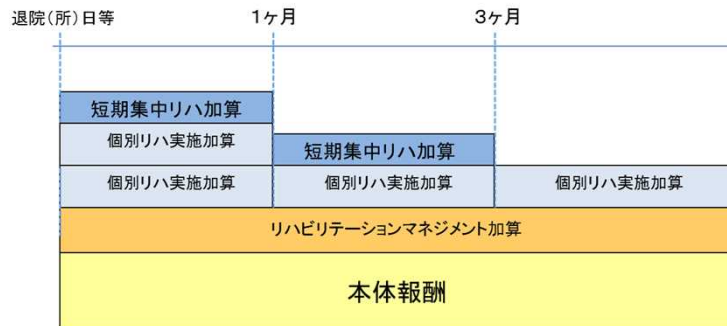 退院(所)日等
1ヶ月
3ヶ月
短期集中リハ加算
個別リハ実施加算
短期集中リハ加算
個別リハ実施加算
個別リハ実施加算
個別リハ実施加算
リハビリテーションマネジメント加算
本体報酬